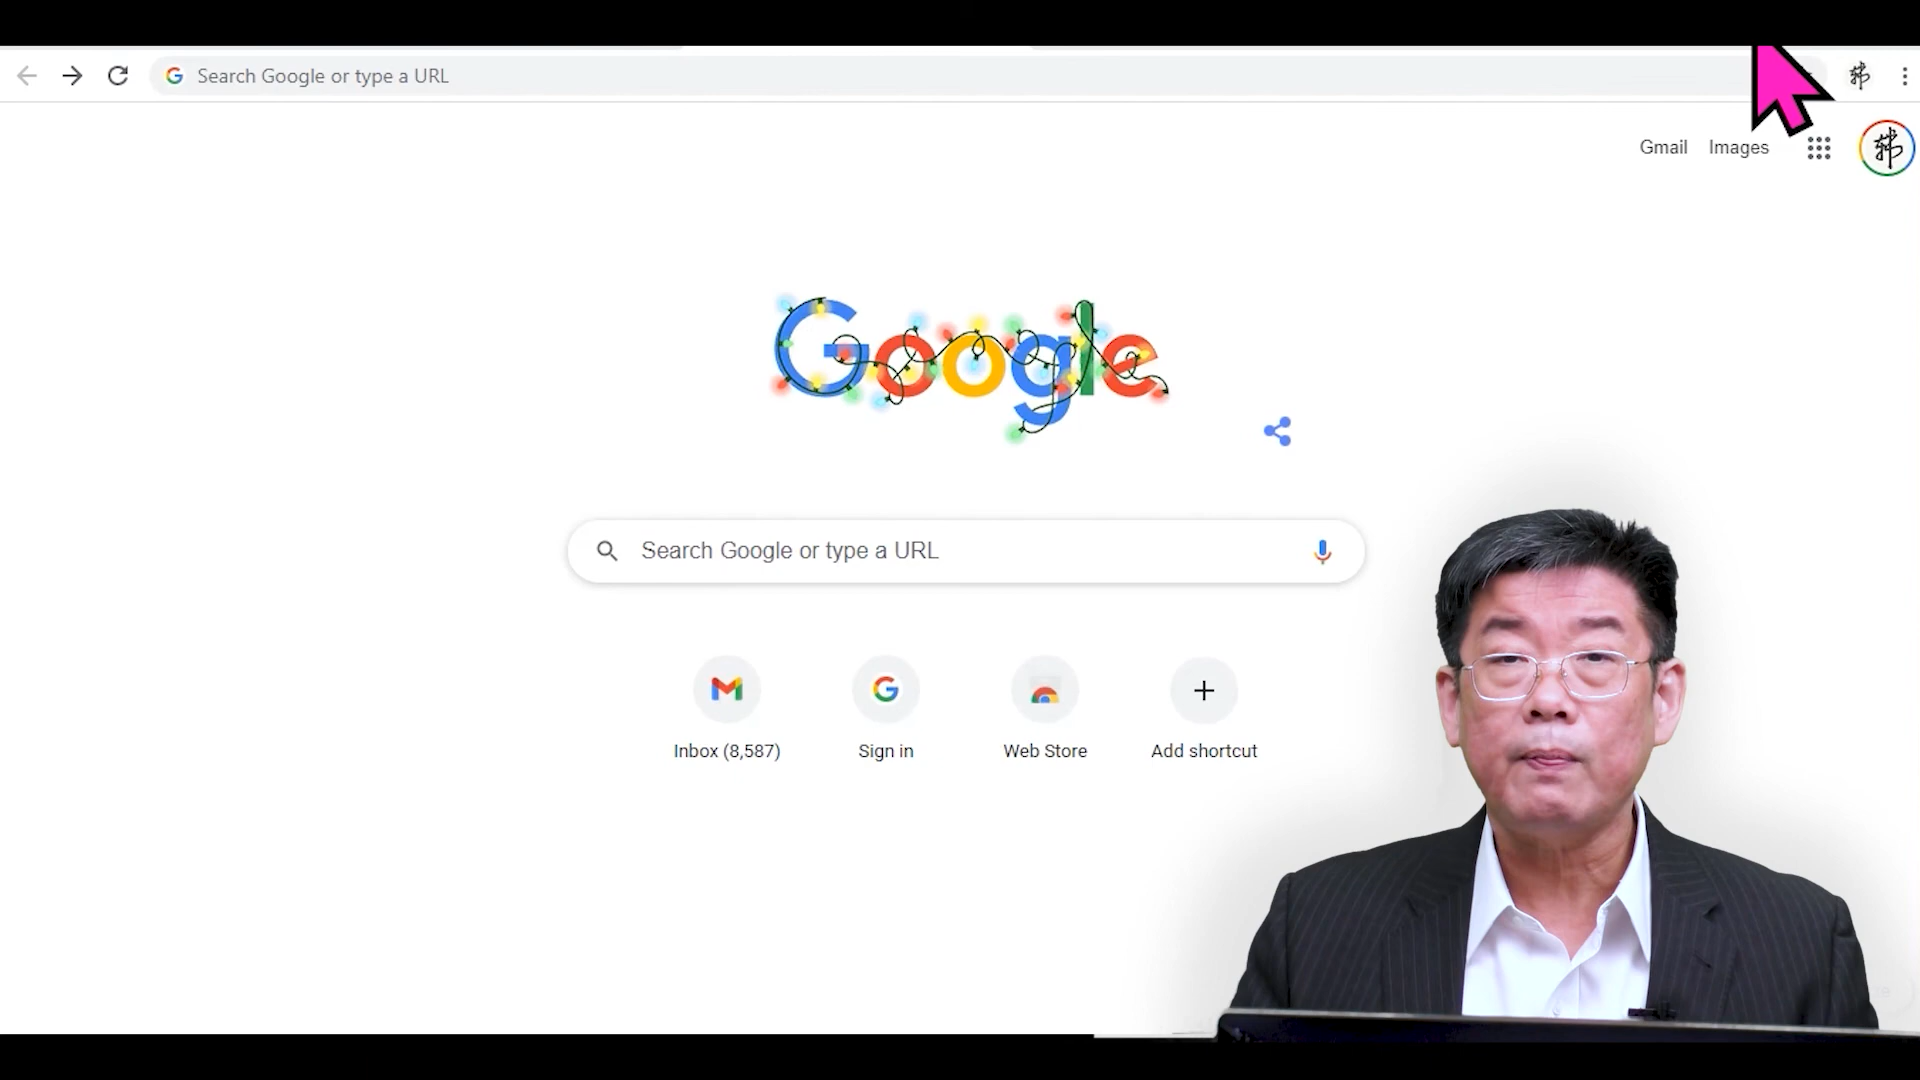 Search Google or type a URL
Gmail Images
Google
Search Google or type a URL
Inbox (8,587) Sign in Web Store Add shortcut